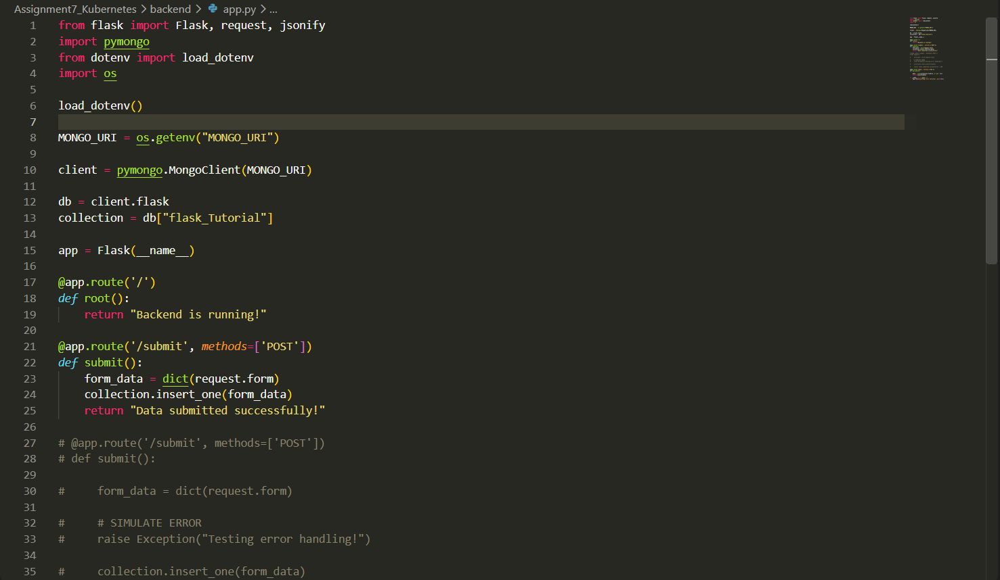 Assignment7_Kubernetes > backend > app.py > ...
1 from flask import Flask, request, jsonify
2 import pymongo
3 from dotenv import load_dotenv
4 import os
5
6 load_dotenv()
7
8 MONGO_URI = os.getenv("MONGO_URI")
9
10 client = pymongo.MongoClient(MONGO_URI)
11
12 db = client.flask
13 collection = db["flask_Tutorial"]
14
15 app = Flask(__name__)
16
17 @app.route('/')
18 def root():
19     return "Backend is running!"
20
21 @app.route('/submit', methods=['POST'])
22 def submit():
23     form_data = dict(request.form)
24     collection.insert_one(form_data)
25     return "Data submitted successfully!"
26
27 # @app.route('/submit', methods=['POST'])
28 # def submit():
29
30 #     form_data = dict(request.form)
31
32 #     # SIMULATE ERROR
33 #     raise Exception("Testing error handling!")
34
35 #     collection.insert_one(form_data)